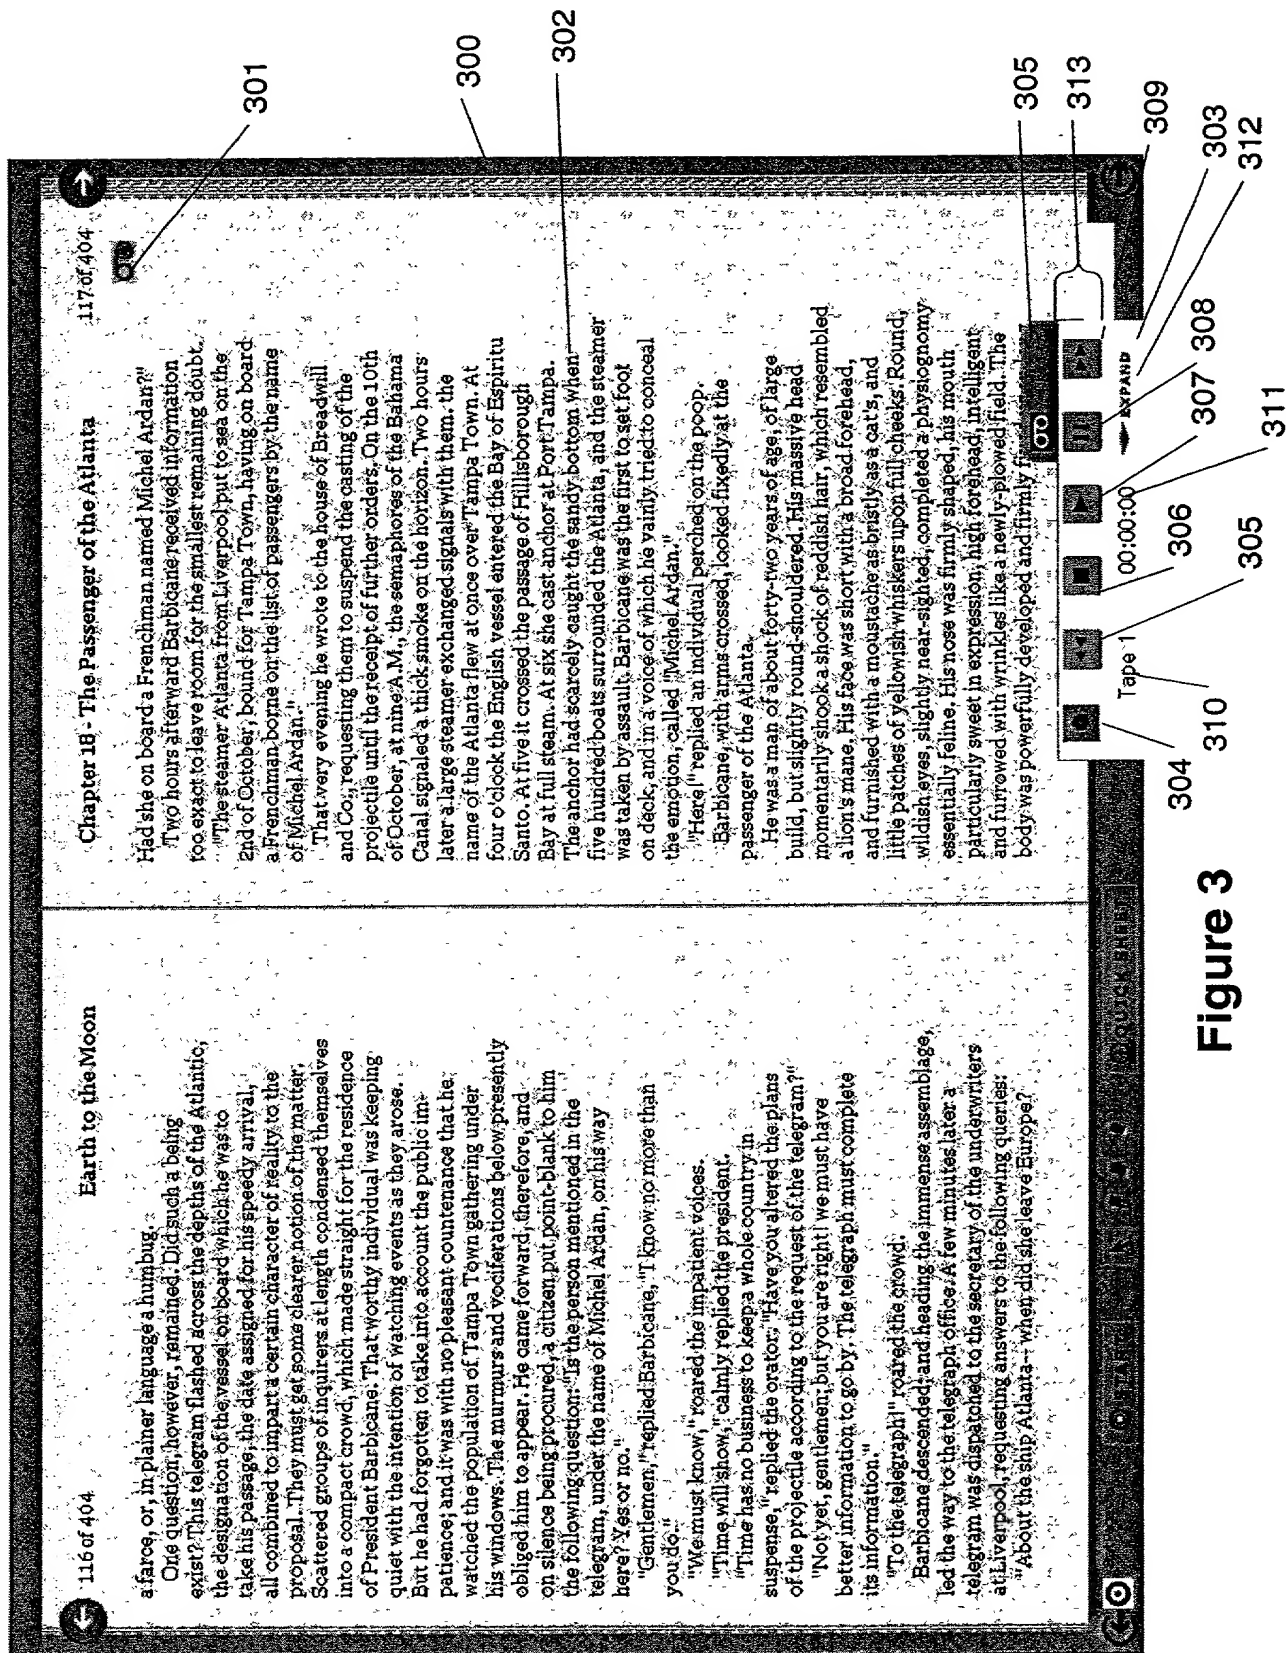 116 of 404
Earth to the Moon
a farce, or, in plainer language a humbug.
One question, however, remained: Did such a being
exist? This telegram flashed across the depths of the Atlantic,
the designation of the vessel on board which he was to
take his passage, the date assigned for his speedy arrival,
all combined to impart a certain character of reality to the
proposal. They must get some clearer notion of the matter.
Scattered groups of inquirers at length condensed themselves
into a compact crowd, which made straight for the residence
of President Barbicane. That worthy individual was keeping
quiet with the intention of watching events as they arose.
But he had forgotten to take into account the public im-
patience; and it was with no pleasant countenance that he
watched the population of Tampa Town gathering under
his windows. The murmurs and vociferations below presently
obliged him to appear. He came forward, therefore, and
on silence being procured, a citizen put point-blank to him
the following question: "Is the person mentioned in the
telegram, under the name of Michel Ardan, on his way
here? Yes or no."
"Gentlemen," replied Barbicane, "I know no more than
you do."
"We must know," roared the impatient voices.
"Time will show," calmly replied the president.
"Time has no business to keep a whole country in
suspense," replied the orator. "Have you altered the plans
of the projectile according to the request of the telegram?"
"Not yet, gentlemen; but you are right! we must have
better information to go by. The telegraph must complete
its information."
"To the telegraph!" roared the crowd.
Barbicane descended; and heading the immense assemblage,
led the way to the telegraph office. A few minutes later a
telegram was dispatched to the secretary of the underwriters
at Liverpool, requesting answers to the following queries:
"About the ship Atlanta-- when did she leave Europe?
START
QUICK SHELF
Chapter 18 - The Passenger of the Atlanta
117 of 404
Had she on board a Frenchman named Michel Ardan?"
Two hours afterward Barbicane received information
too exact to leave room for the smallest remaining doubt.
"The steamer Atlanta from Liverpool put to sea on the
2nd of October, bound for Tampa Town, having on board
a Frenchman borne on the list of passengers by the name
of Michel Ardan."
That very evening he wrote to the house of Breadwill
and Co., requesting them to suspend the casting of the
projectile until the receipt of further orders. On the 10th
of October, at nine A.M., the semaphores of the Bahama
Canal signaled a thick smoke on the horizon. Two hours
later a large steamer exchanged signals with them. the
name of the Atlanta flew at once over Tampa Town. At
four o'clock the English vessel entered the Bay of Espiritu
Santo. At five it crossed the passage of Hillsborough
Bay at full steam. At six she cast anchor at Port Tampa.
The anchor had scarcely caught the sandy bottom when
five hundred boats surrounded the Atlanta, and the steamer
was taken by assault. Barbicane was the first to set foot
on deck, and in a voice of which he vainly tried to conceal
the emotion, called "Michel Ardan."
"Here!" replied an individual perched on the poop.
Barbicane, with arms crossed, looked fixedly at the
passenger of the Atlanta.
He was a man of about forty-two years of age, of large
build, but slightly round-shouldered. His massive head
momentarily shook a shock of reddish hair, which resembled
a lion's mane. His face was short with a broad forehead,
and furnished with a moustache as bristly as a cat's, and
little patches of yellowish whiskers upon full cheeks. Round,
wildish eyes, slightly near-sighted, completed a physiognomy
essentially feline. His nose was firmly shaped, his mouth
particularly sweet in expression, high forehead, intelligent
and furrowed with wrinkles like a newly-plowed field. The
body was powerfully developed and firmly
Tape 1
00:00:00
EXPAND
301
300
302
305
313
309
303
312
308
307
311
306
305
310
304
Figure 3